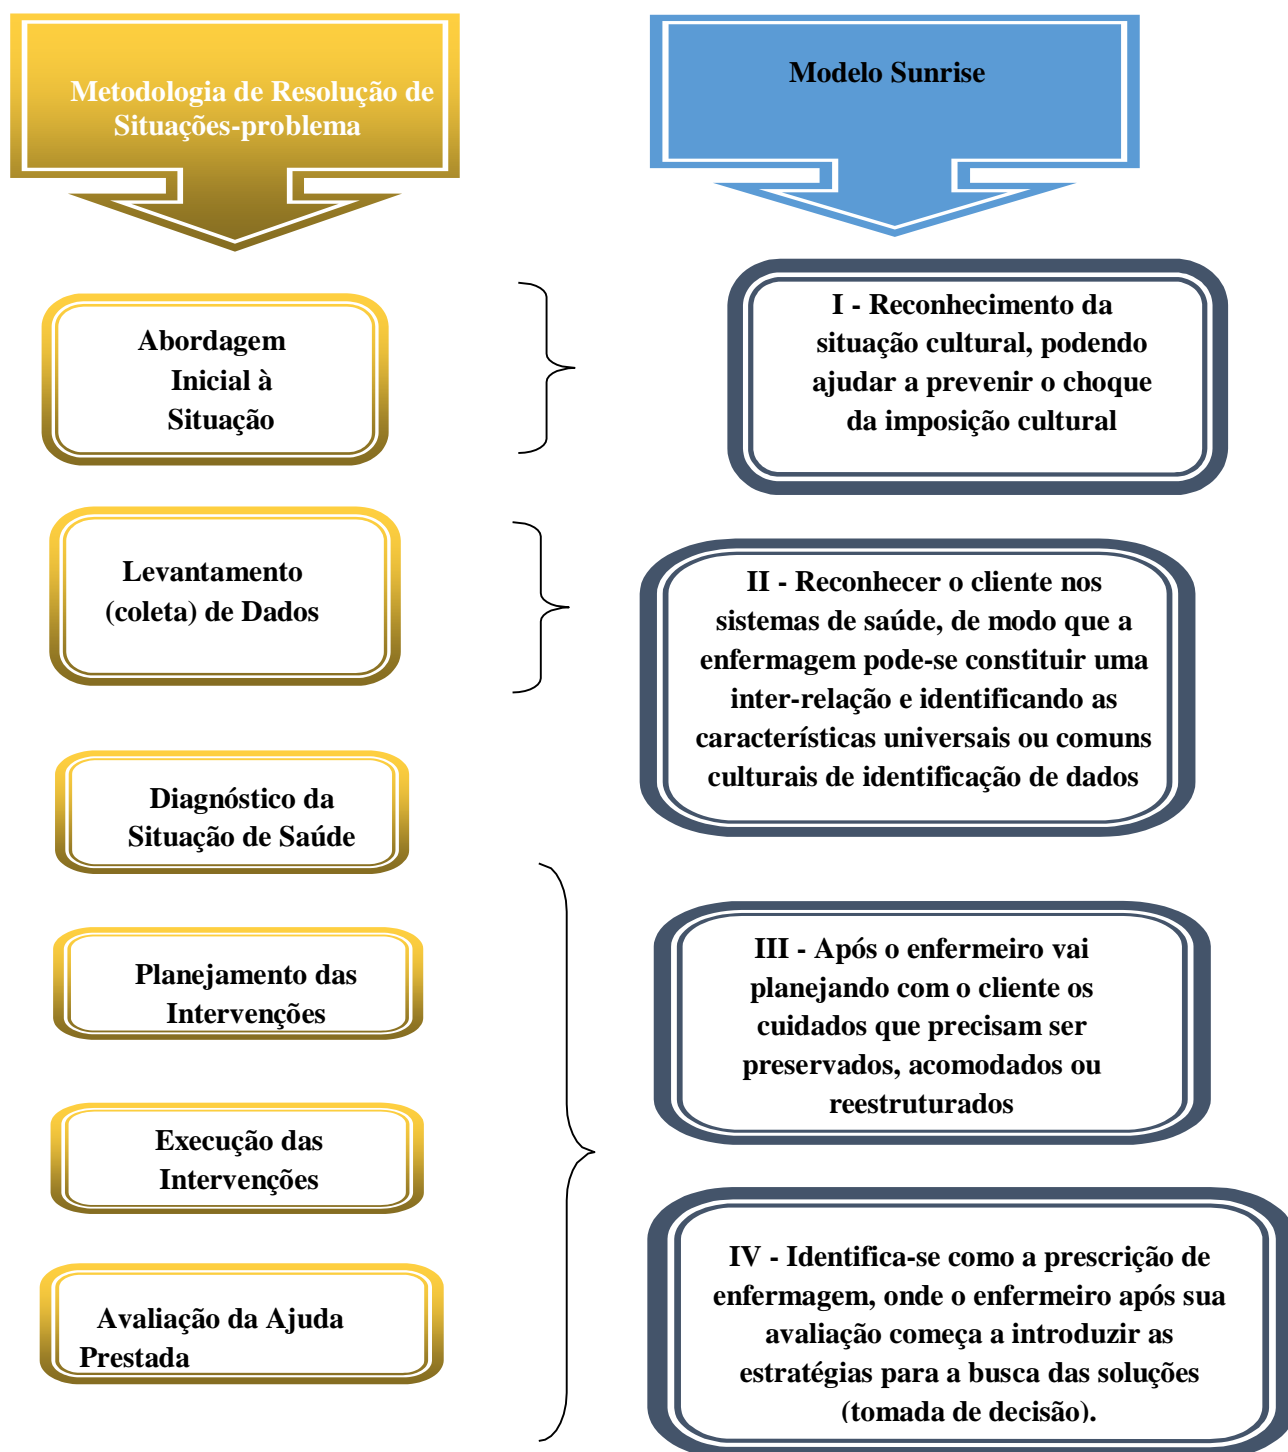 Metodologia de Resolução de
Situações-problema
Modelo Sunrise
Abordagem
Inicial à
Situação
I - Reconhecimento da
situação cultural, podendo
ajudar a prevenir o choque
da imposição cultural
Levantamento
(coleta) de Dados
II - Reconhecer o cliente nos
sistemas de saúde, de modo que a
enfermagem pode-se constituir uma
inter-relação e identificando as
características universais ou comuns
culturais de identificação de dados
Diagnóstico da
Situação de Saúde
Planejamento das
Intervenções
III - Após o enfermeiro vai
planejando com o cliente os
cuidados que precisam ser
preservados, acomodados ou
reestruturados
Execução das
Intervenções
Avaliação da Ajuda
Prestada
IV - Identifica-se como a prescrição de
enfermagem, onde o enfermeiro após sua
avaliação começa a introduzir as
estratégias para a busca das soluções
(tomada de decisão).